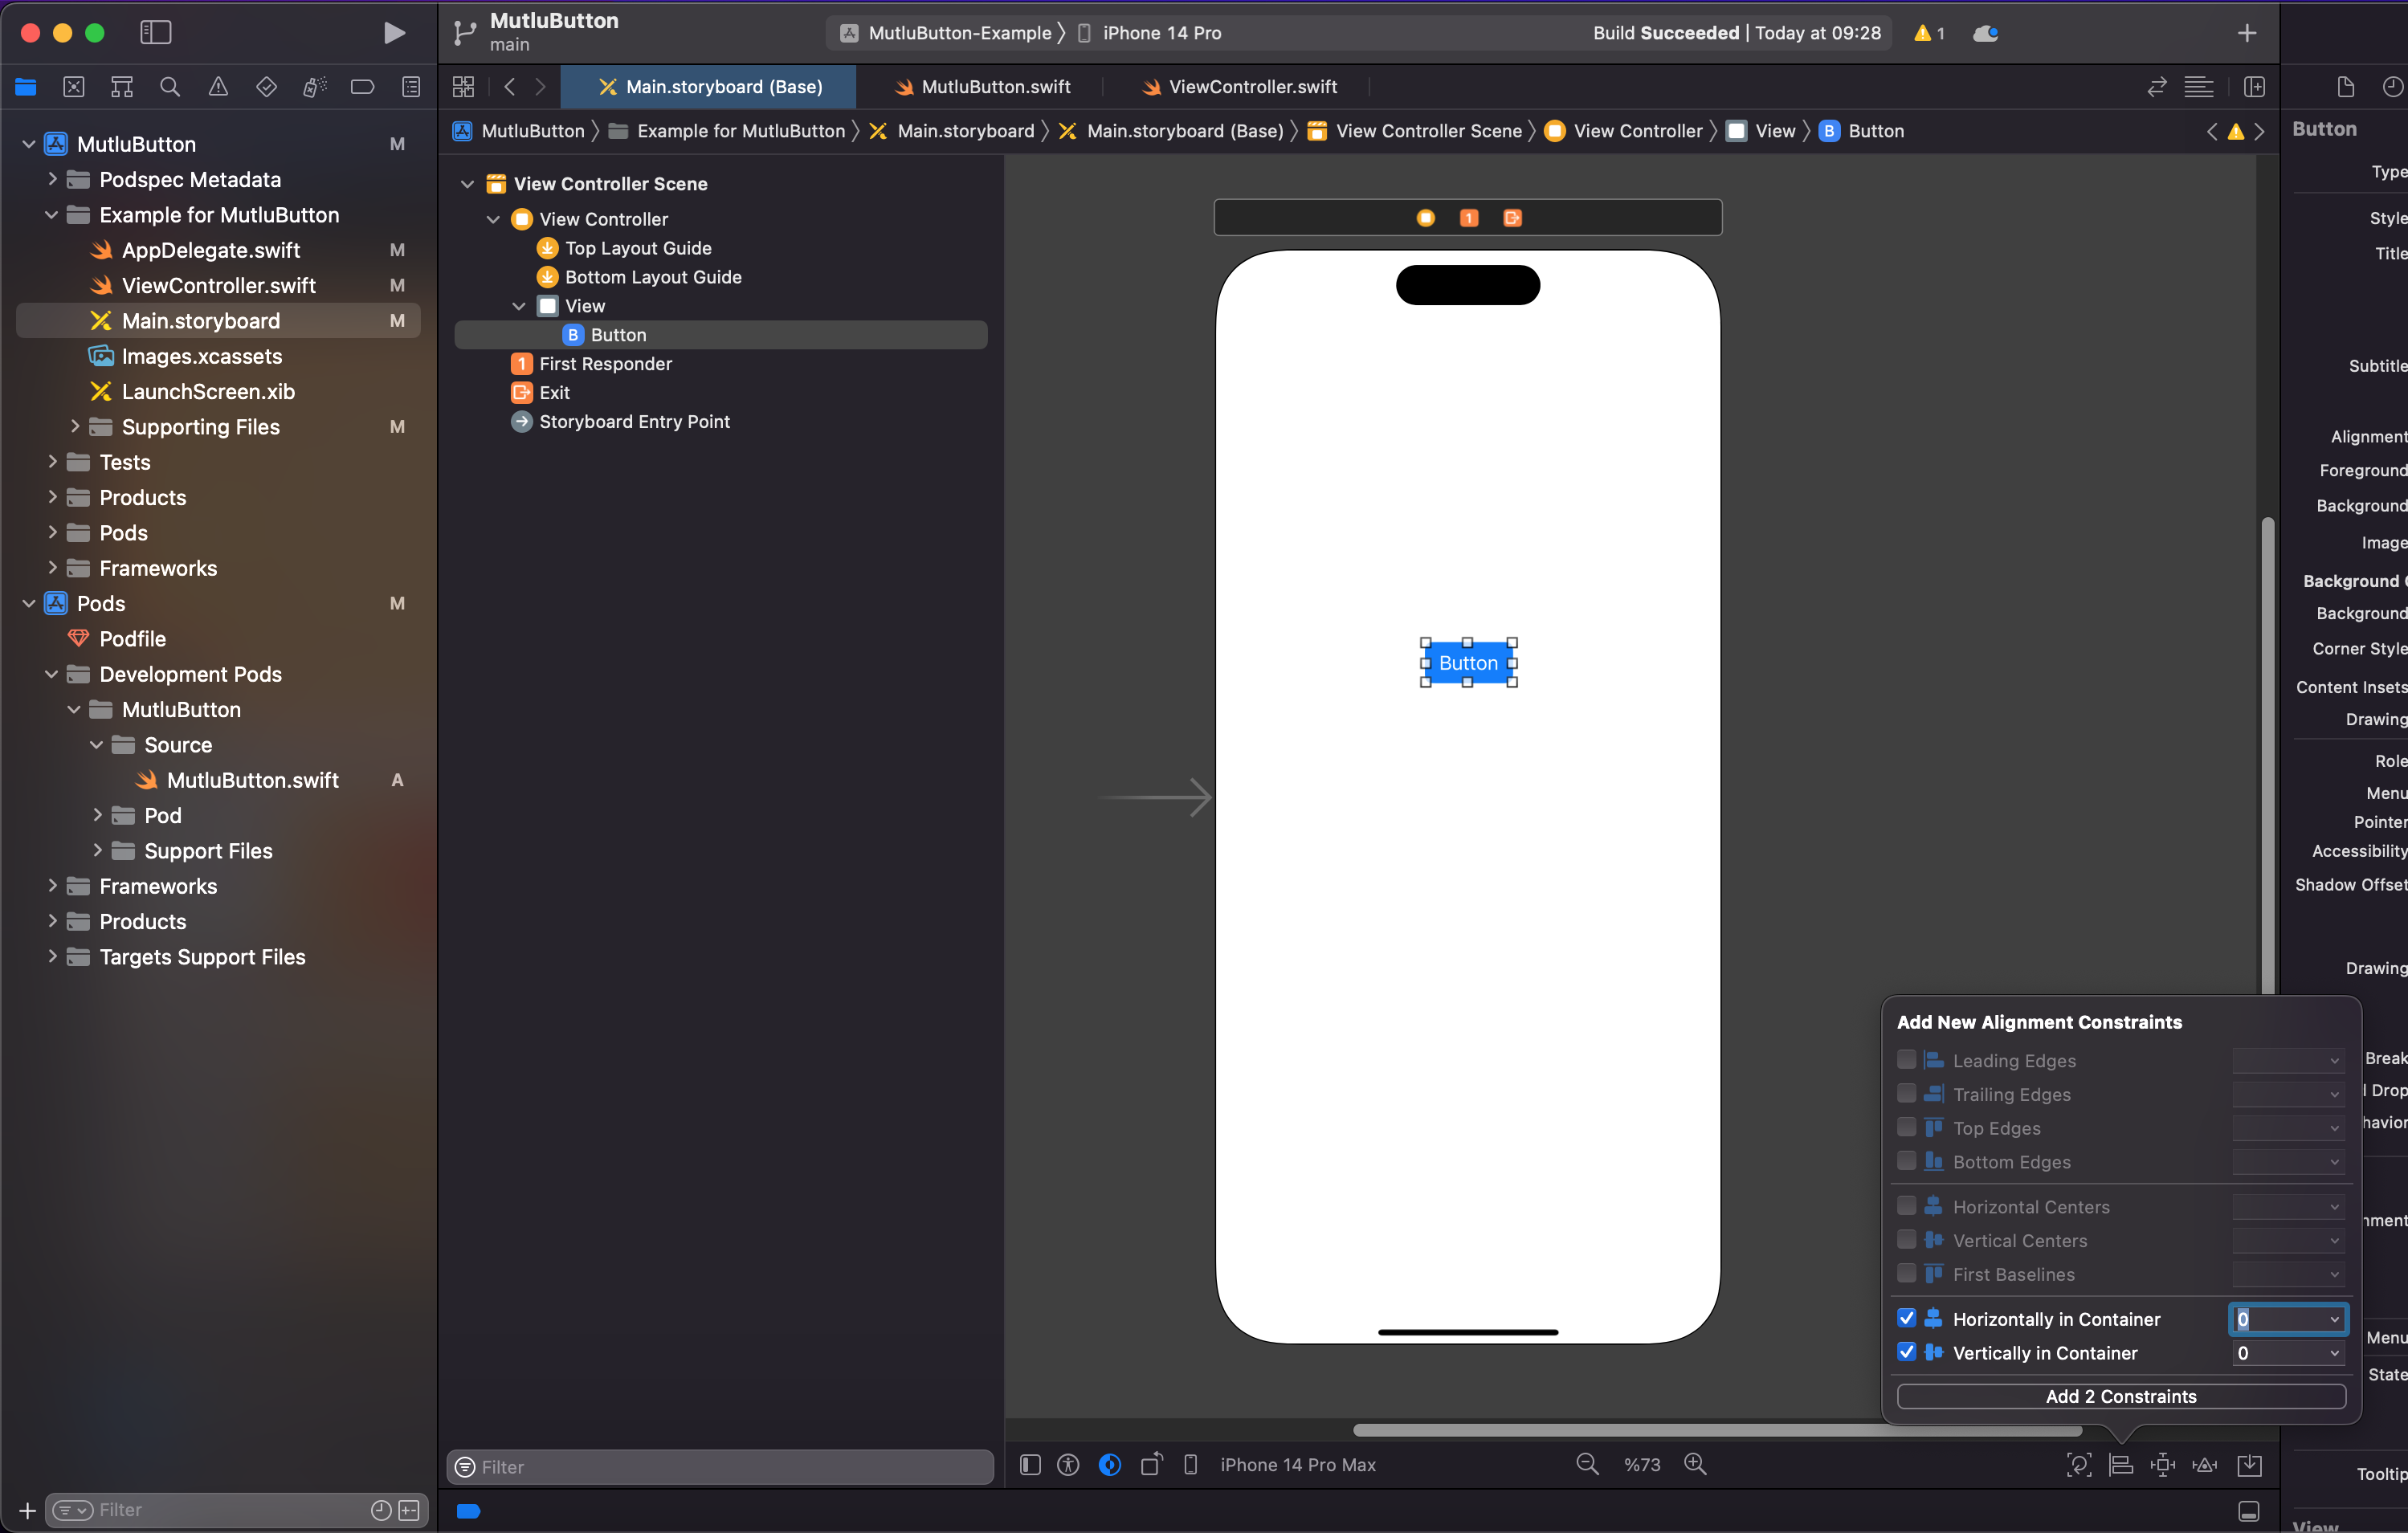 MutluButton
main
MutluButton-Example
iPhone 14 Pro
Build Succeeded | Today at 09:28
1
Main.storyboard (Base)
MutluButton.swift
ViewController.swift
MutluButton
Example for MutluButton
Main.storyboard
Main.storyboard (Base)
View Controller Scene
View Controller
View
B
Button
MutluButton M
Podspec Metadata
Example for MutluButton
AppDelegate.swift M
ViewController.swift M
Main.storyboard M
Images.xcassets
LaunchScreen.xib
Supporting Files M
Tests
Products
Pods
Frameworks
Pods M
Podfile
Development Pods
MutluButton
Source
MutluButton.swift A
Pod
Support Files
Frameworks
Products
Targets Support Files
Filter
View Controller Scene
View Controller
Top Layout Guide
Bottom Layout Guide
View
B Button
1 First Responder
Exit
Storyboard Entry Point
Filter
1
Button
iPhone 14 Pro Max
%73
Add New Alignment Constraints
Leading Edges
Trailing Edges
Top Edges
Bottom Edges
Horizontal Centers
Vertical Centers
First Baselines
Horizontally in Container 0
Vertically in Container 0
Add 2 Constraints
Button
Type
Style
Title
Subtitle
Alignment
Foreground
Background
Image
Background
Background
Corner Style
Content Insets
Drawing
Role
Menu
Pointer
Accessibility
Shadow Offset
Drawing
Break
Drop
Menu
State
Tooltip
View